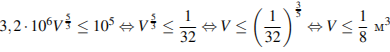 3,2 · 10⁶V^{5/3} ≤ 10⁵ ⇔ V^{5/3} ≤ 1/32 ⇔ V ≤ (1/32)^{3/5} ⇔ V ≤ 1/8 м³